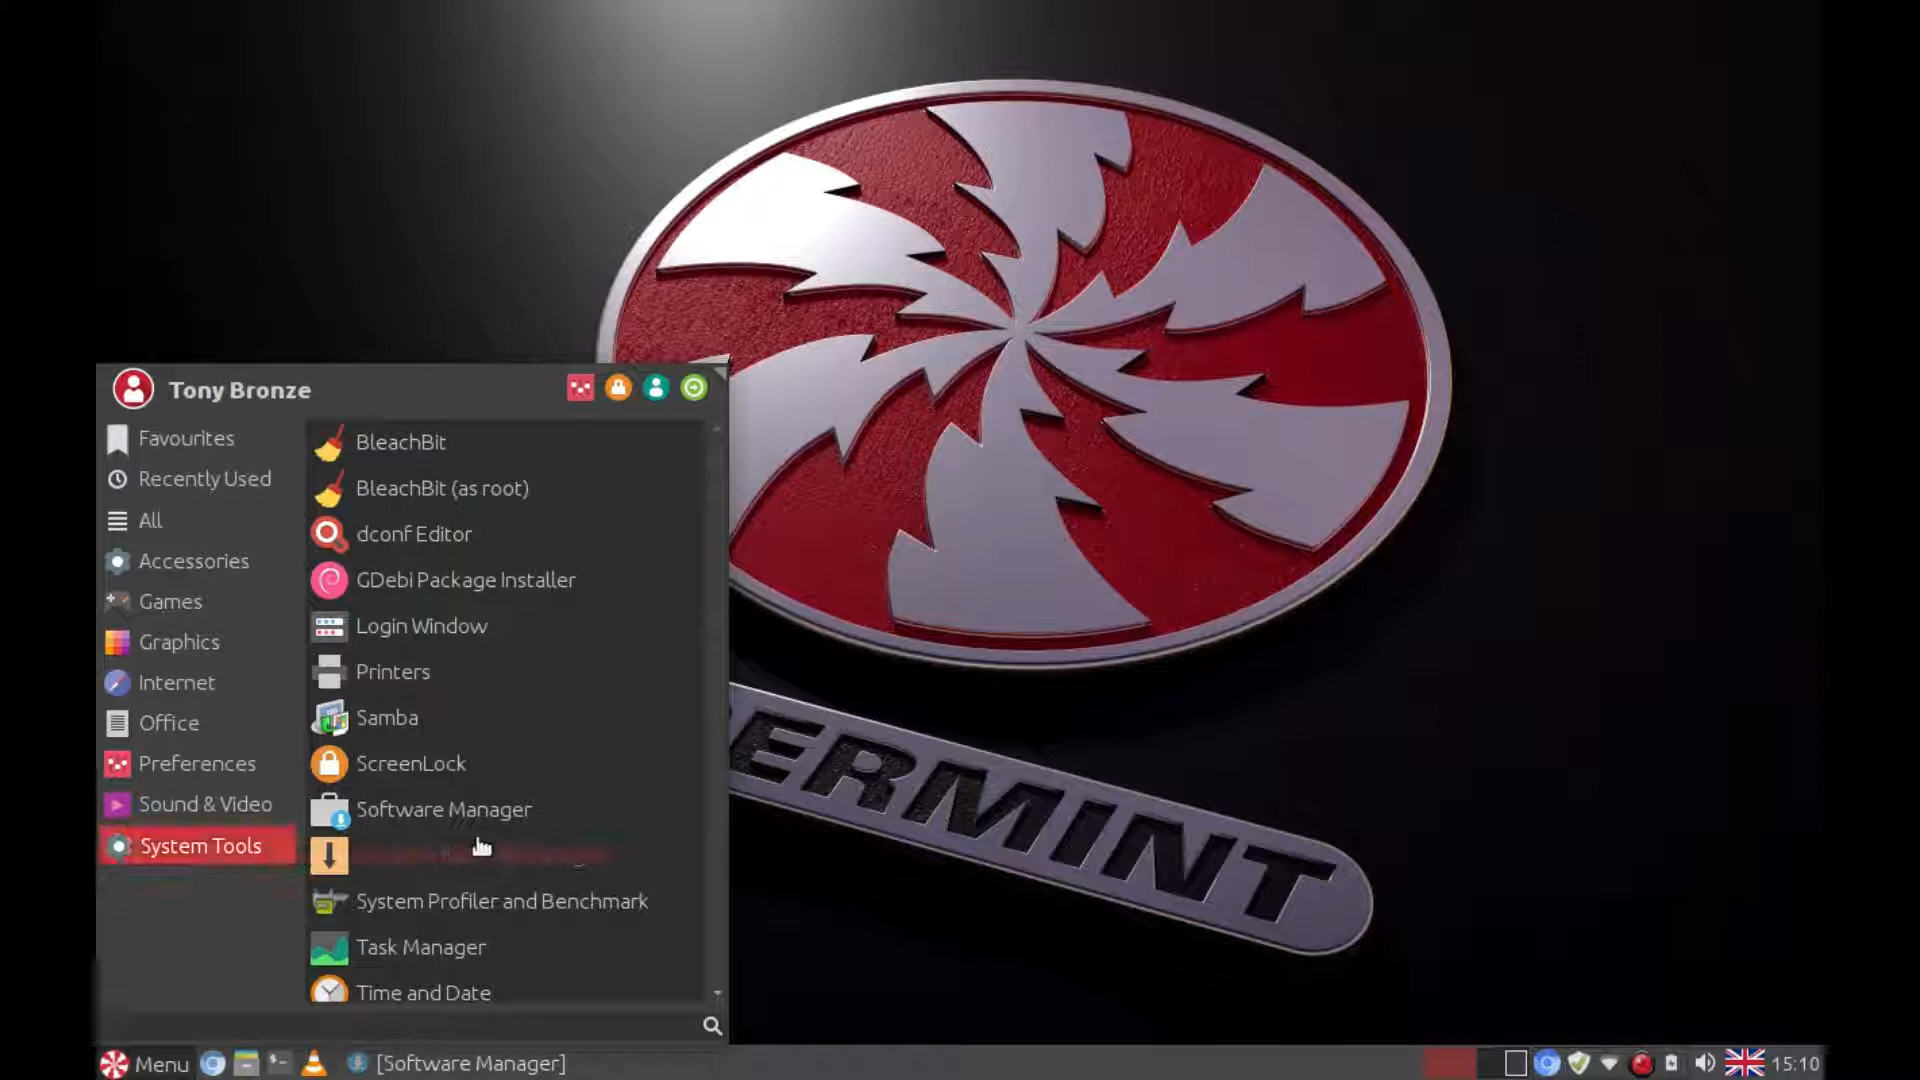 Tony Bronze
Favourites
Recently Used
All
Accessories
Games
Graphics
Internet
Office
Preferences
Sound & Video
System Tools
BleachBit
BleachBit (as root)
dconf Editor
GDebi Package Installer
Login Window
Printers
Samba
ScreenLock
Software Manager
System Profiler and Benchmark
Task Manager
Time and Date
ERMINT
Menu
[Software Manager]
15:10